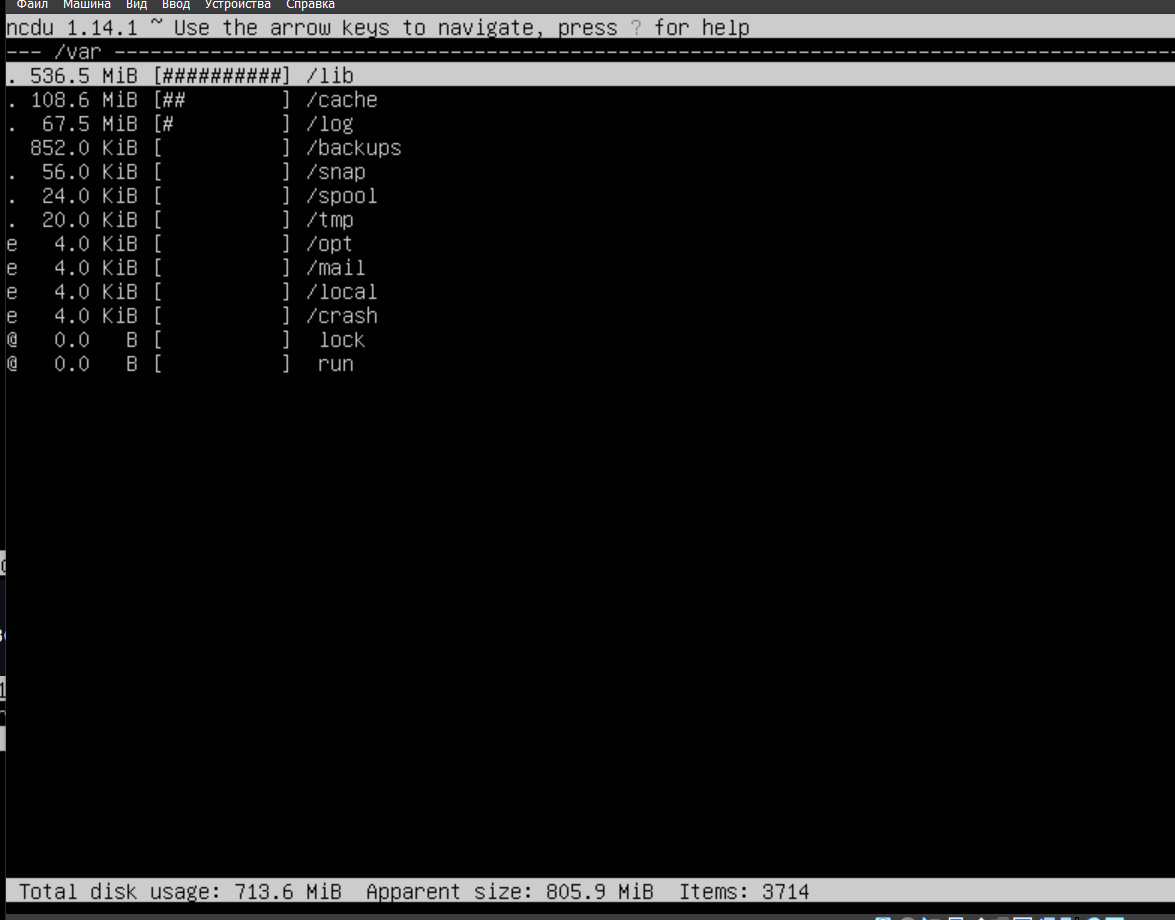 Файл Машина Вид Ввод Устройства Справка
ncdu 1.14.1 ~ Use the arrow keys to navigate, press ? for help
--- /var ----------------------------------------------------------------------------------------
. 536.5 MiB [##########] /lib
. 108.6 MiB [##        ] /cache
.  67.5 MiB [#         ] /log
  852.0 KiB [          ] /backups
.  56.0 KiB [          ] /snap
.  24.0 KiB [          ] /spool
.  20.0 KiB [          ] /tmp
e   4.0 KiB [          ] /opt
e   4.0 KiB [          ] /mail
e   4.0 KiB [          ] /local
e   4.0 KiB [          ] /crash
@   0.0   B [          ]  lock
@   0.0   B [          ]  run
Total disk usage: 713.6 MiB  Apparent size: 805.9 MiB  Items: 3714